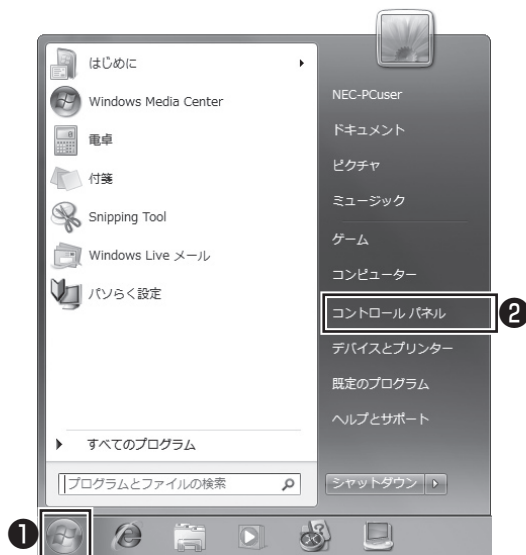 はじめに
Windows Media Center
電卓
付箋
Snipping Tool
Windows Live メール
パソらく設定
すべてのプログラム
プログラムとファイルの検索
NEC-PCuser
ドキュメント
ピクチャ
ミュージック
ゲーム
コンピューター
コントロール パネル
❷
デバイスとプリンター
既定のプログラム
ヘルプとサポート
シャットダウン
❶